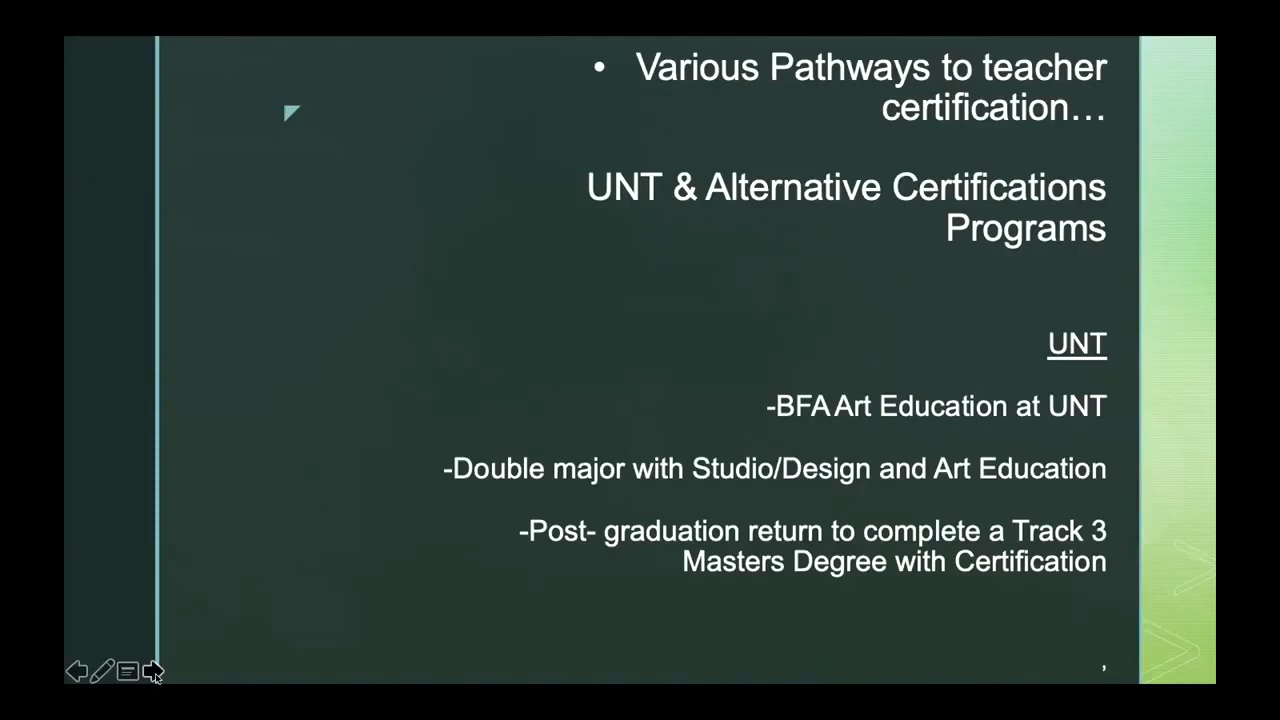 • Various Pathways to teacher
certification…
UNT & Alternative Certifications
Programs
UNT
-BFA Art Education at UNT
-Double major with Studio/Design and Art Education
-Post- graduation return to complete a Track 3
Masters Degree with Certification
,